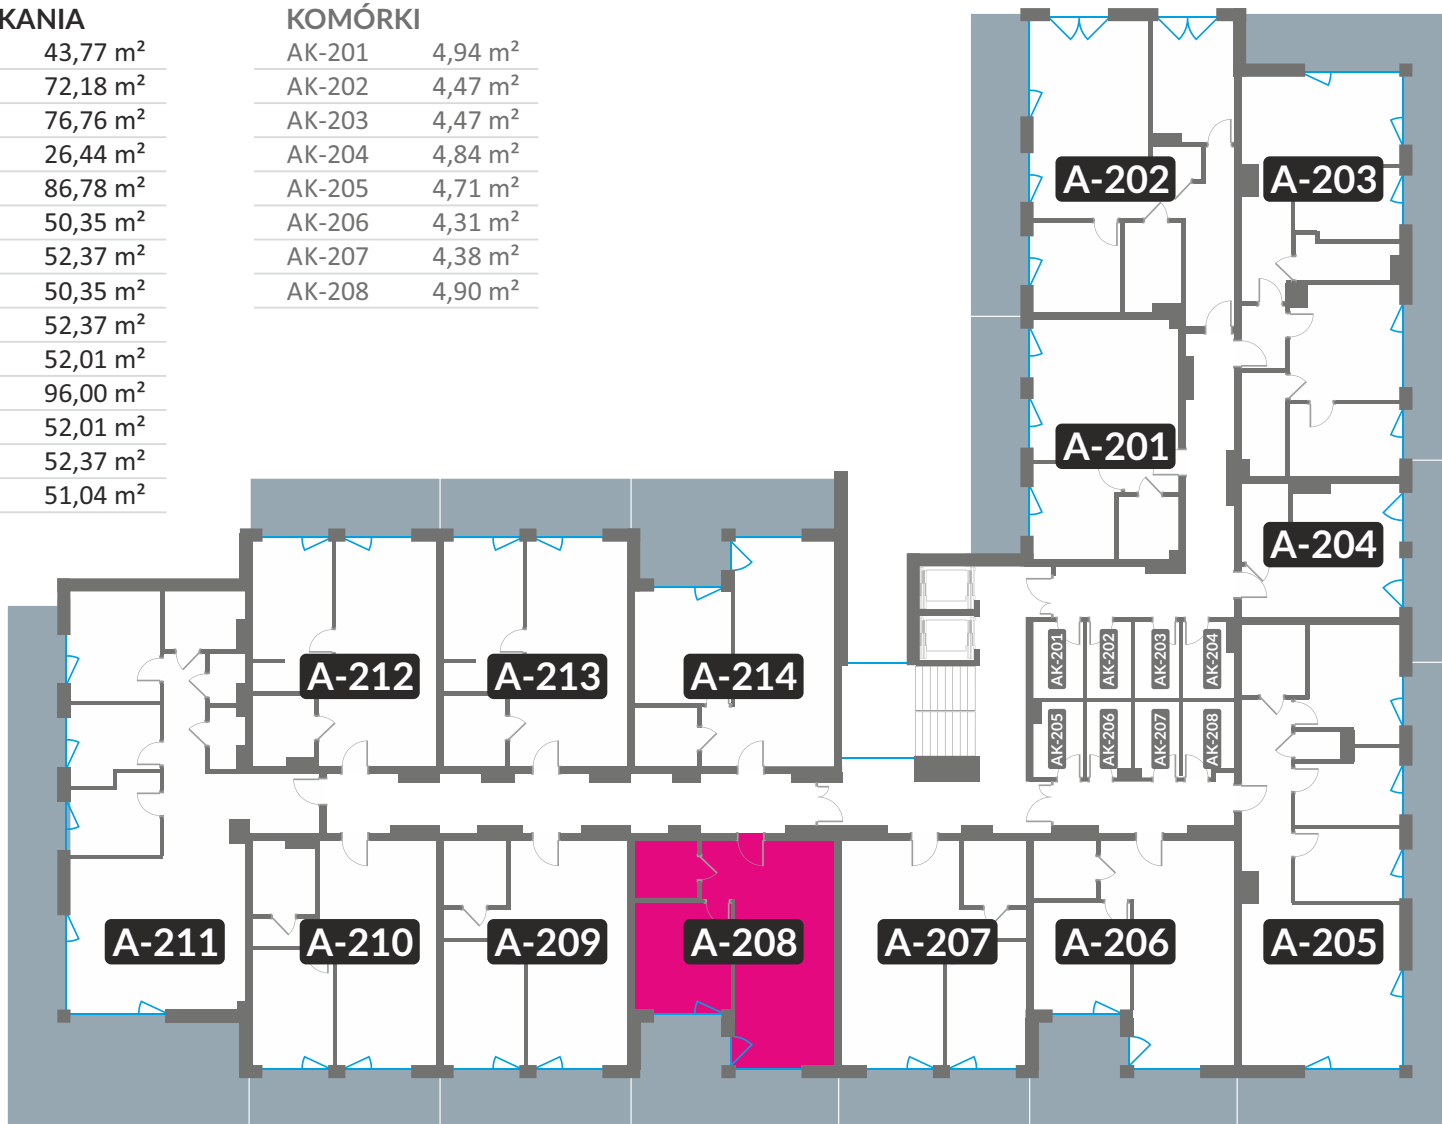 KANIA
43,77 m²
72,18 m²
76,76 m²
26,44 m²
86,78 m²
50,35 m²
52,37 m²
50,35 m²
52,37 m²
52,01 m²
96,00 m²
52,01 m²
52,37 m²
51,04 m²
KOMÓRKI
AK-201 4,94 m²
AK-202 4,47 m²
AK-203 4,47 m²
AK-204 4,84 m²
AK-205 4,71 m²
AK-206 4,31 m²
AK-207 4,38 m²
AK-208 4,90 m²
A-202
A-203
A-201
A-204
AK-201
AK-202
AK-203
AK-204
A-212
A-213
A-214
AK-205
AK-206
AK-207
AK-208
A-211
A-210
A-209
A-208
A-207
A-206
A-205